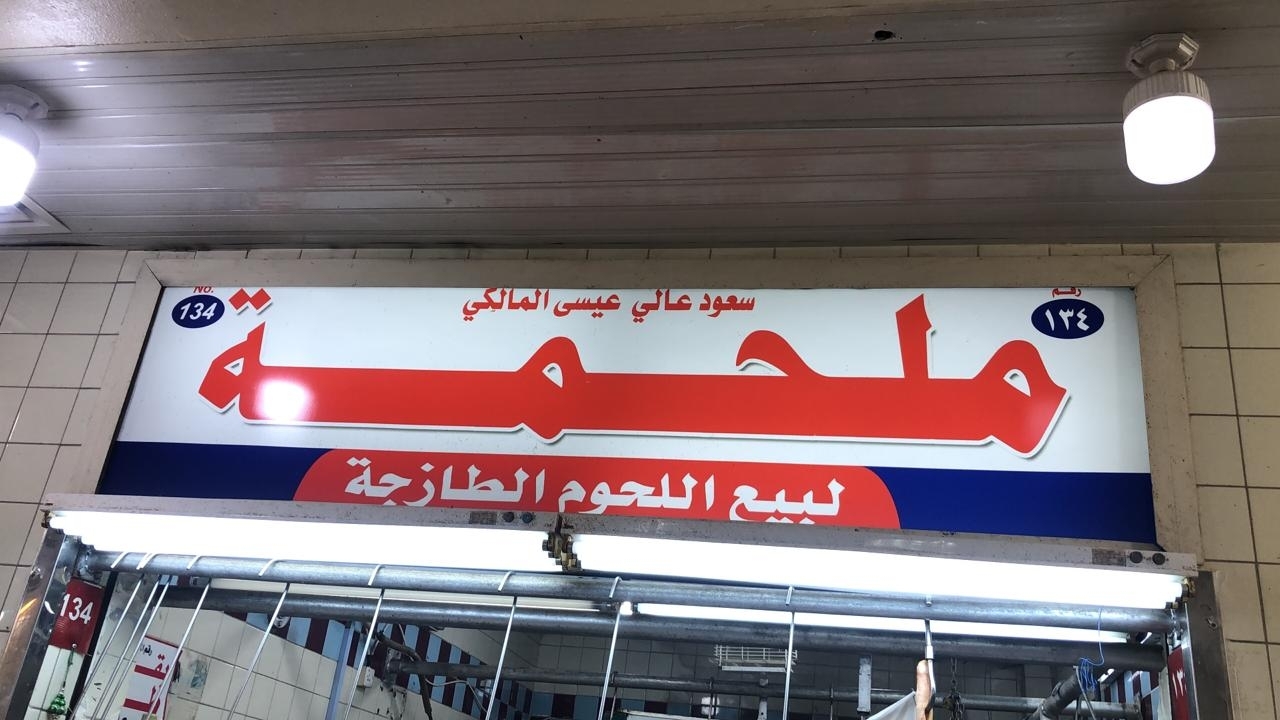 سعود عالي عيسى المالكي
رقم
١٣٤
No.
134
ملحمة
لبيع اللحوم الطازجة
134